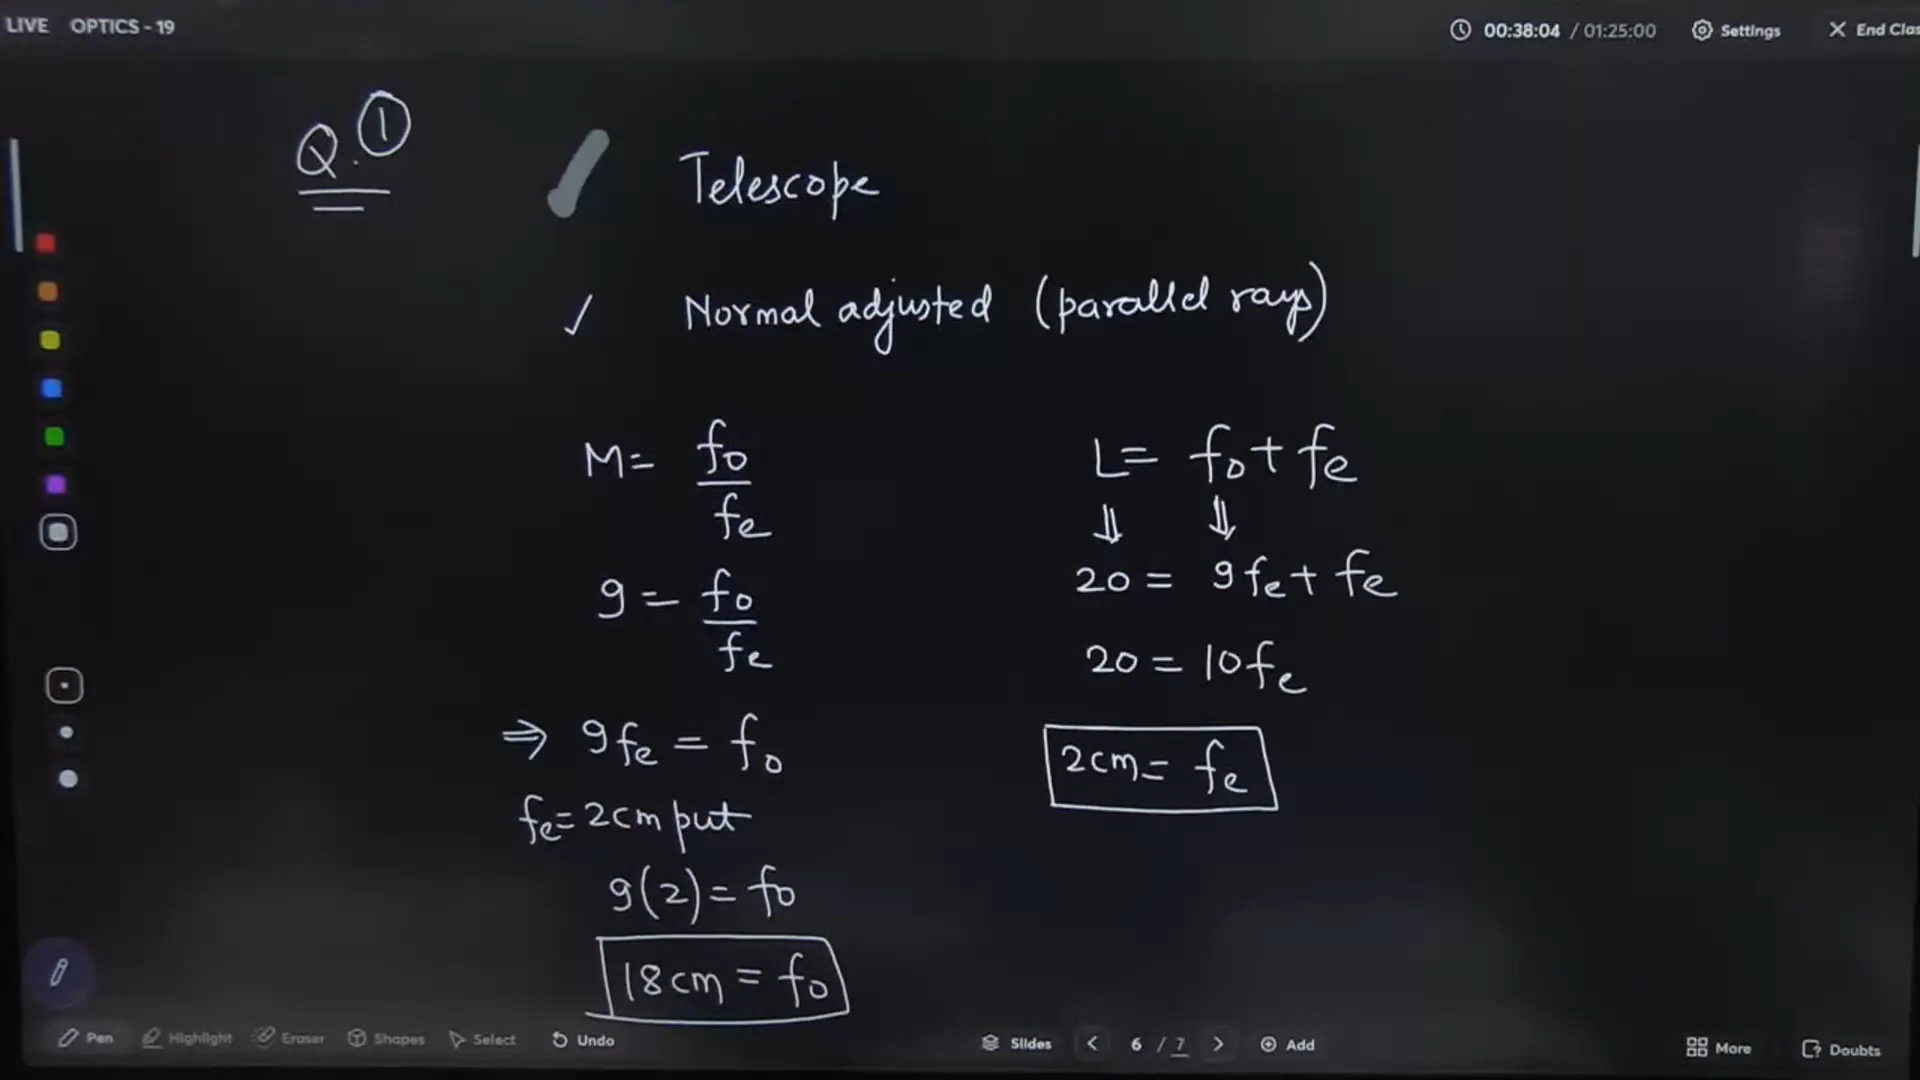 LIVE OPTICS - 19
00:38:04 / 01:25:00 Settings End Clas
Q. 1
Telescope
✓ Normal adjusted (parallel rays)
M = fo/fe
L = fo + fe
⇓ ⇓
9 = fo/fe
20 = 9fe + fe
20 = 10fe
⇒ 9fe = fo
2cm = fe
fe = 2cm put
9(2) = fo
18cm = fo
Pen Highlight Eraser Shapes Select Undo Slides < 6 / 7 > Add More Doubts